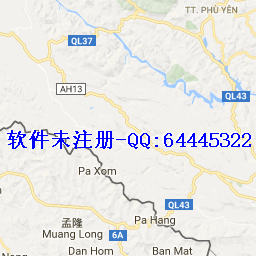 TT. PHÙ YÊN
QL37
AH13
QL43
软件未注册-QQ:64445322
Pa Xom
QL43
孟隆
Muang Long
Pa Hang
6A
Dan Hom
Ban Mat